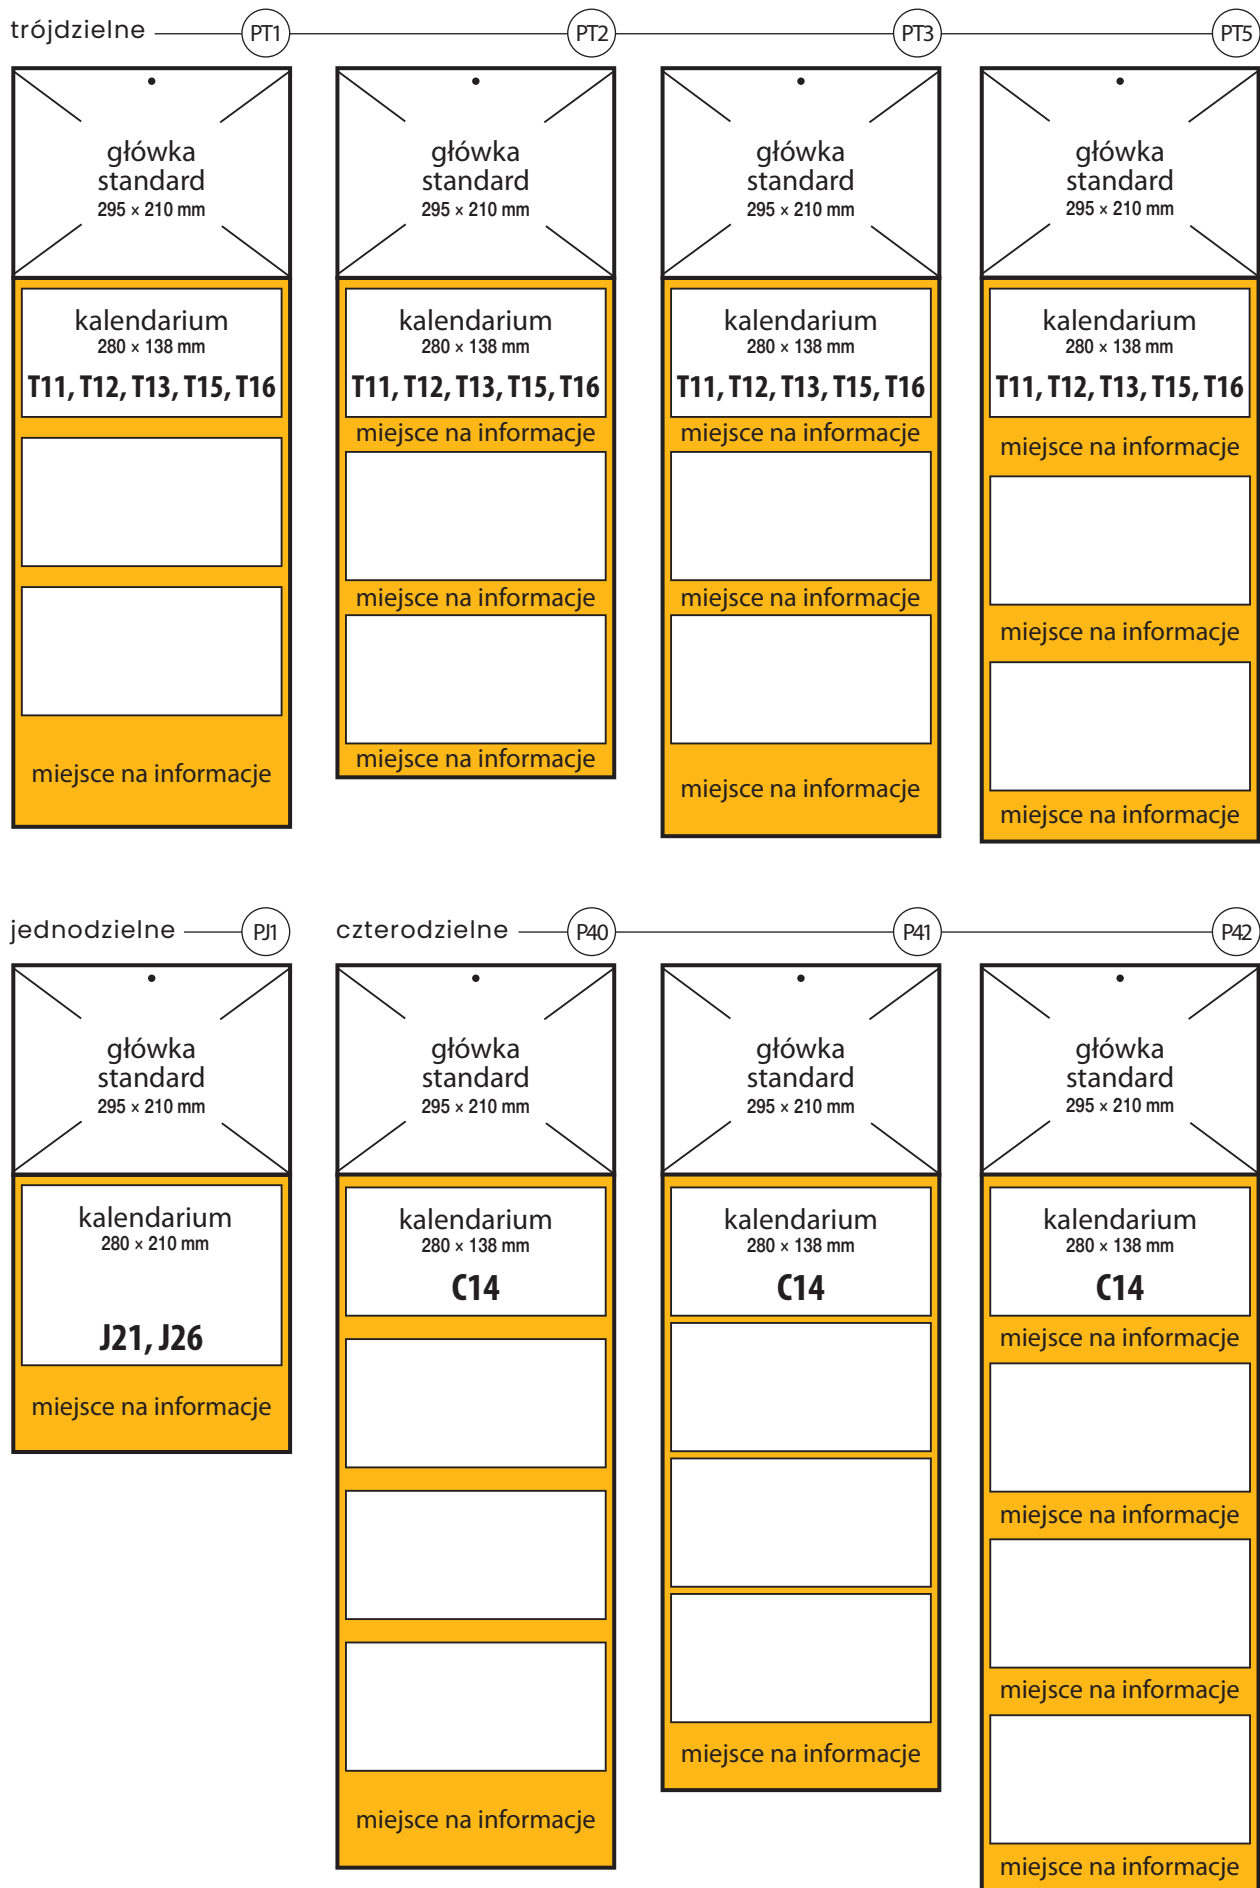 trójdzielne PT1 PT2 PT3 PT5
główka
standard
295 × 210 mm
kalendarium
280 × 138 mm
T11, T12, T13, T15, T16
miejsce na informacje
główka
standard
295 × 210 mm
kalendarium
280 × 138 mm
T11, T12, T13, T15, T16
miejsce na informacje
miejsce na informacje
miejsce na informacje
główka
standard
295 × 210 mm
kalendarium
280 × 138 mm
T11, T12, T13, T15, T16
miejsce na informacje
miejsce na informacje
miejsce na informacje
główka
standard
295 × 210 mm
kalendarium
280 × 138 mm
T11, T12, T13, T15, T16
miejsce na informacje
miejsce na informacje
miejsce na informacje
jednodzielne PJ1
czterodzielne P40 P41 P42
główka
standard
295 × 210 mm
kalendarium
280 × 210 mm
J21, J26
miejsce na informacje
główka
standard
295 × 210 mm
kalendarium
280 × 138 mm
C14
miejsce na informacje
główka
standard
295 × 210 mm
kalendarium
280 × 138 mm
C14
miejsce na informacje
główka
standard
295 × 210 mm
kalendarium
280 × 138 mm
C14
miejsce na informacje
miejsce na informacje
miejsce na informacje
miejsce na informacje